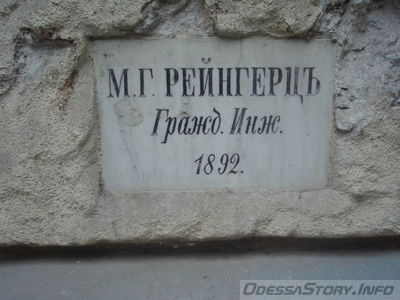 М.Г. РЕЙНГЕРЦЪ
Гражд. Инж.
1892.
OdessaStory.Info